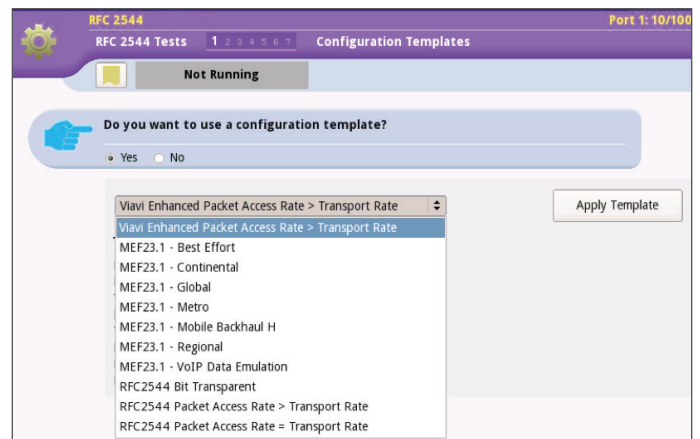 RFC 2544 Port 1: 10/100
RFC 2544 Tests 1 2 3 4 5 6 7 Configuration Templates
Not Running
Do you want to use a configuration template?
Yes No
Viavi Enhanced Packet Access Rate > Transport Rate Apply Template
Viavi Enhanced Packet Access Rate > Transport Rate
MEF23.1 - Best Effort
MEF23.1 - Continental
MEF23.1 - Global
MEF23.1 - Metro
MEF23.1 - Mobile Backhaul H
MEF23.1 - Regional
MEF23.1 - VoIP Data Emulation
RFC2544 Bit Transparent
RFC2544 Packet Access Rate > Transport Rate
RFC2544 Packet Access Rate = Transport Rate